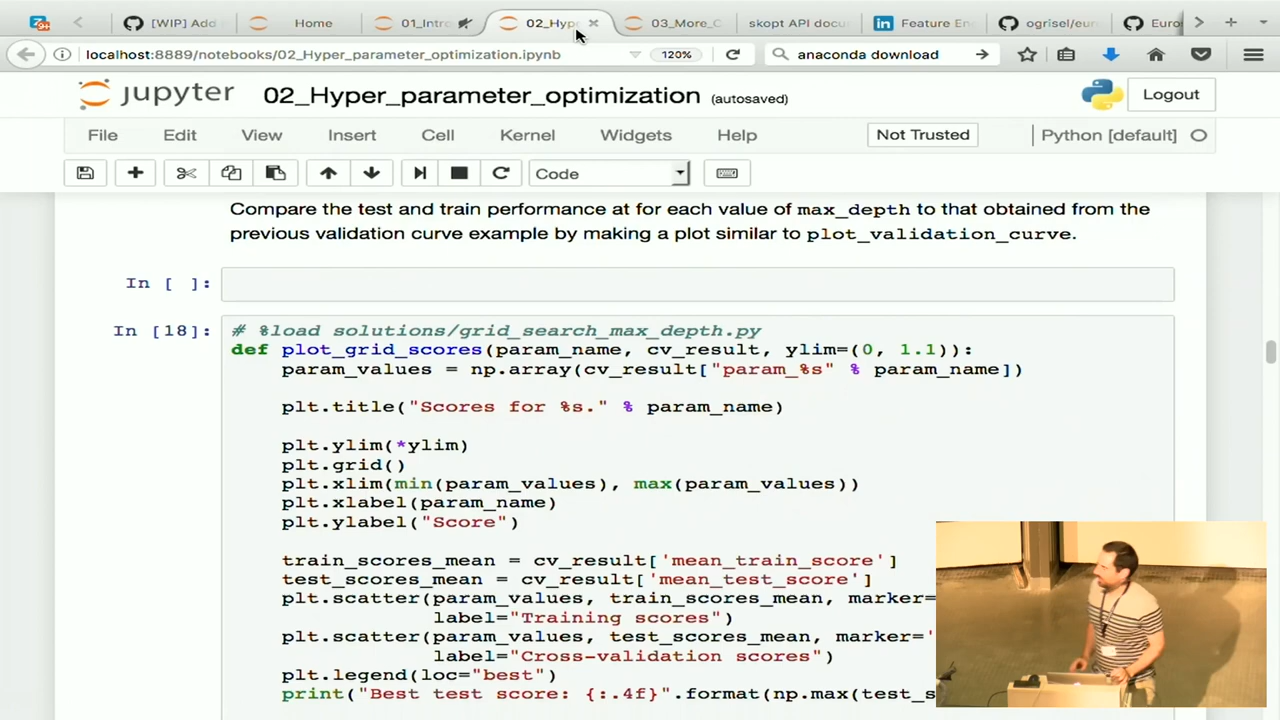 [WIP] Add
Home
01_Intro
02_Hype
03_More_C
skopt API docu
Feature En
ogrisel/eur
Euro
localhost:8889/notebooks/02_Hyper_parameter_optimization.ipynb
120%
anaconda download
jupyter
02_Hyper_parameter_optimization (autosaved)
Logout
File Edit View Insert Cell Kernel Widgets Help
Not Trusted
Python [default]
Code
Compare the test and train performance at for each value of max_depth to that obtained from the
previous validation curve example by making a plot similar to plot_validation_curve.
In [ ]:
In [18]:
# %load solutions/grid_search_max_depth.py
def plot_grid_scores(param_name, cv_result, ylim=(0, 1.1)):
param_values = np.array(cv_result["param_%s" % param_name])
plt.title("Scores for %s." % param_name)
plt.ylim(*ylim)
plt.grid()
plt.xlim(min(param_values), max(param_values))
plt.xlabel(param_name)
plt.ylabel("Score")
train_scores_mean = cv_result['mean_train_score']
test_scores_mean = cv_result['mean_test_score']
plt.scatter(param_values, train_scores_mean, marker=
label="Training scores")
plt.scatter(param_values, test_scores_mean, marker='
label="Cross-validation scores")
plt.legend(loc="best")
print("Best test score: {:.4f}".format(np.max(test_s